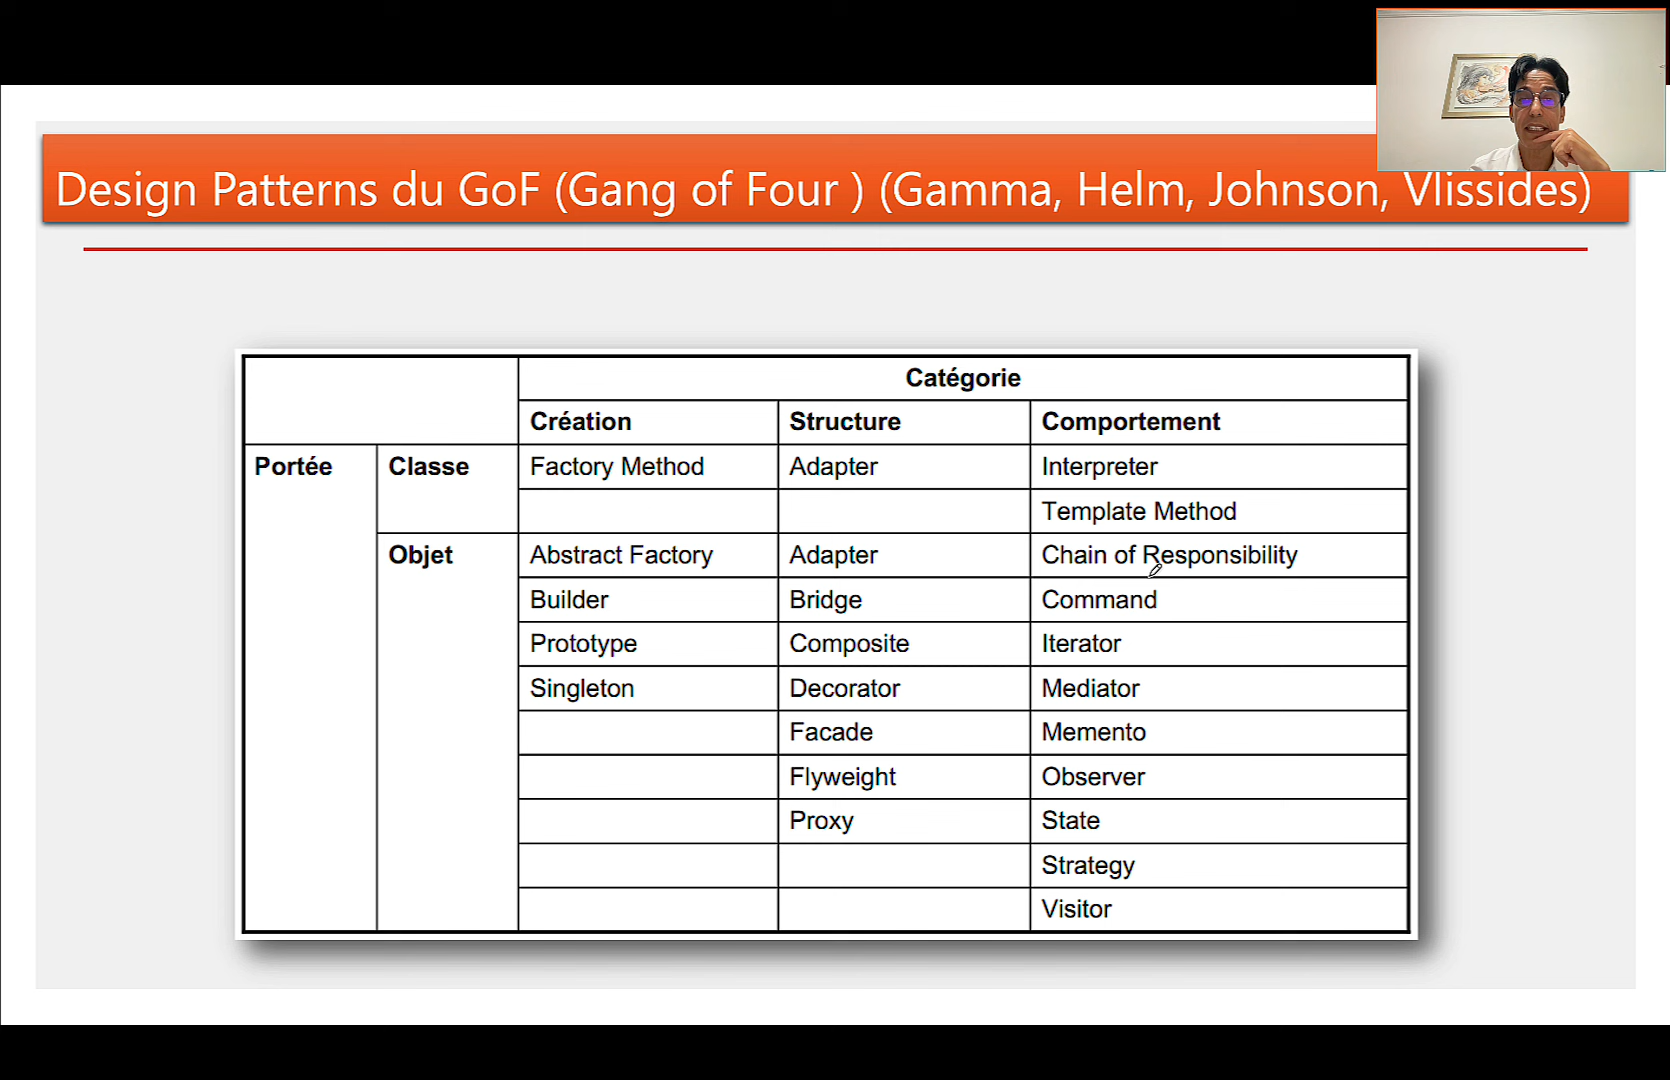 Design Patterns du GoF (Gang of Four ) (Gamma, Helm, Johnson, Vlissides)
Catégorie
Création Structure Comportement
Portée Classe Factory Method Adapter Interpreter
Template Method
Objet Abstract Factory Adapter Chain of Responsibility
Builder Bridge Command
Prototype Composite Iterator
Singleton Decorator Mediator
Facade Memento
Flyweight Observer
Proxy State
Strategy
Visitor